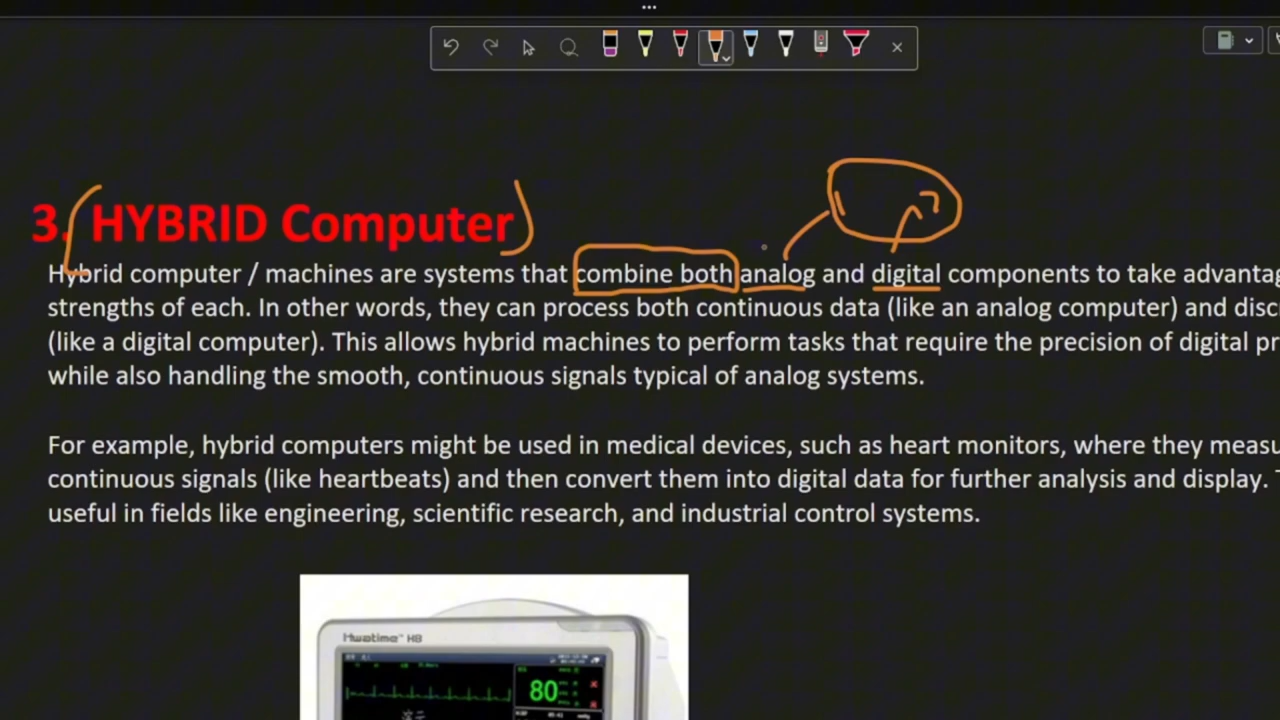 3. HYBRID Computer
Hybrid computer / machines are systems that combine both analog and digital components to take
strengths of each. In other words, they can process both continuous data (like an analog computer) and
(like a digital computer). This allows hybrid machines to perform tasks that require the precision of digital
while also handling the smooth, continuous signals typical of analog systems.
For example, hybrid computers might be used in medical devices, such as heart monitors, where they
continuous signals (like heartbeats) and then convert them into digital data for further analysis and display.
useful in fields like engineering, scientific research, and industrial control systems.
Hwatime™ H8
80